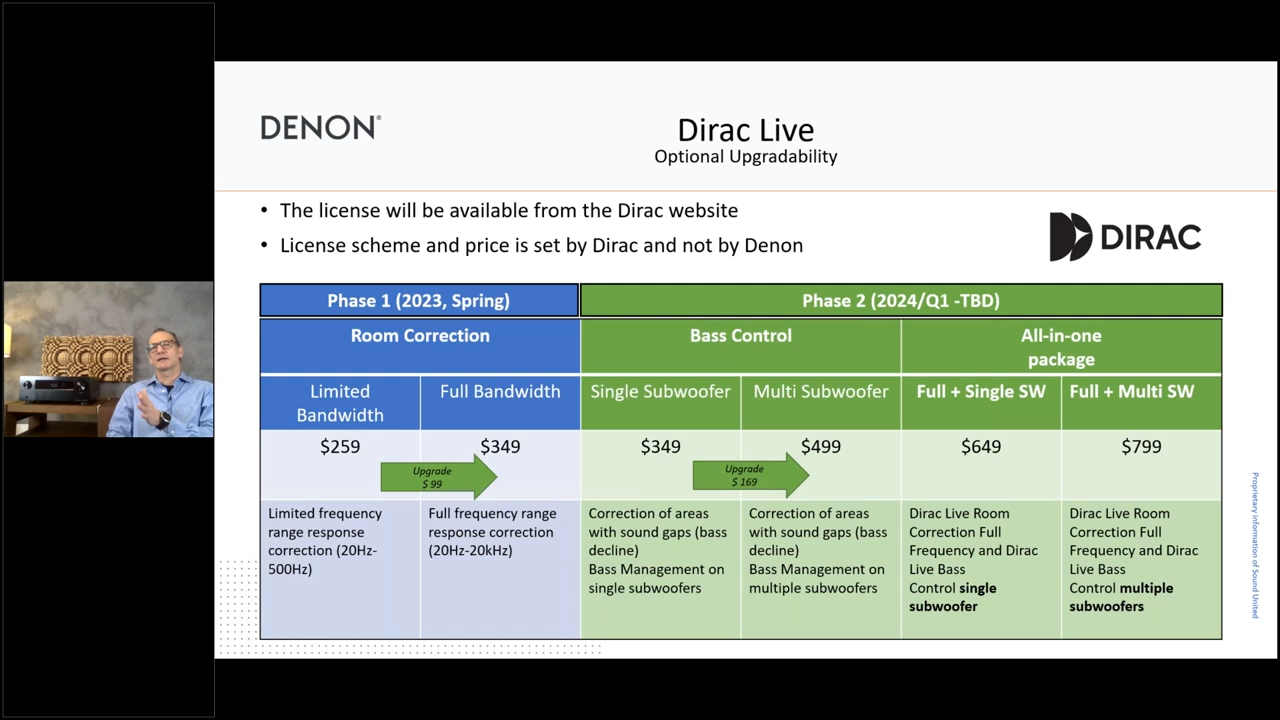 DENON®
Dirac Live
Optional Upgradability
• The license will be available from the Dirac website
• License scheme and price is set by Dirac and not by Denon
DIRAC
Phase 1 (2023, Spring)
Phase 2 (2024/Q1 -TBD)
Room Correction
Bass Control
All-in-one
package
Limited
Bandwidth
Full Bandwidth
Single Subwoofer
Multi Subwoofer
Full + Single SW
Full + Multi SW
$259
$349
$349
$499
$649
$799
Upgrade
$ 99
Upgrade
$ 169
Limited frequency
range response
correction (20Hz-
500Hz)
Full frequency range
response correction
(20Hz-20kHz)
Correction of areas
with sound gaps (bass
decline)
Bass Management on
single subwoofers
Correction of areas
with sound gaps (bass
decline)
Bass Management on
multiple subwoofers
Dirac Live Room
Correction Full
Frequency and Dirac
Live Bass
Control single
subwoofer
Dirac Live Room
Correction Full
Frequency and Dirac
Live Bass
Control multiple
subwoofers
Proprietary information of Sound United